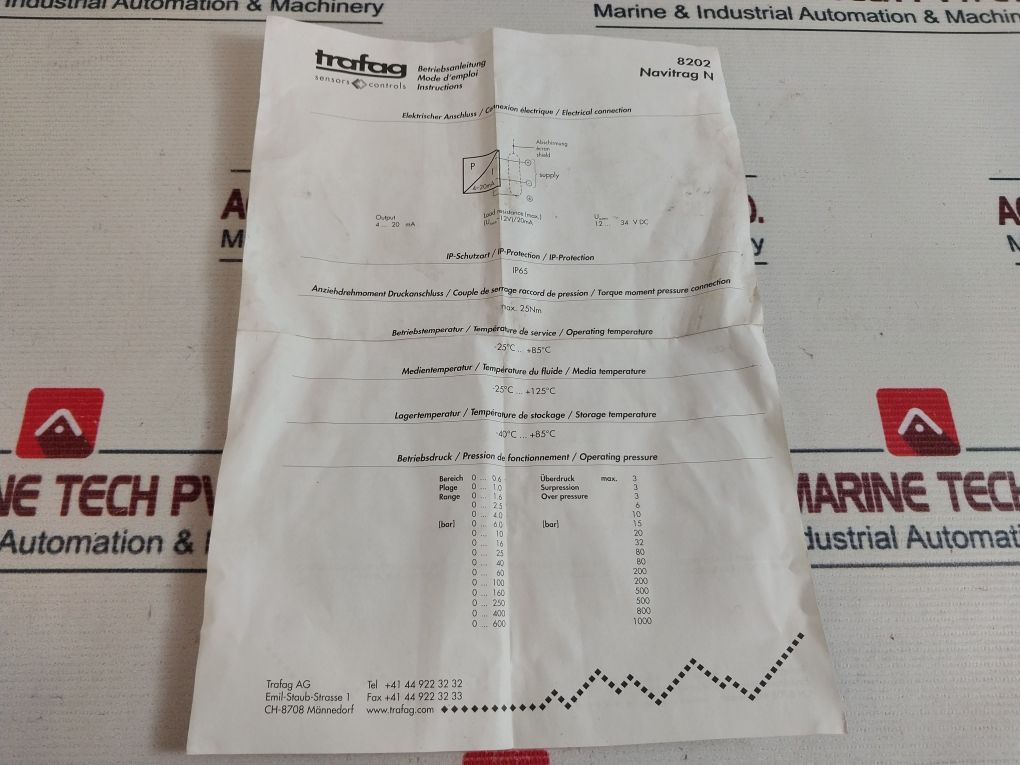 Industrial Automation & Machinery
Marine & Industrial Automation & Machin
trafag
sensors controls
Betriebsanleitung
Mode d'emploi
Instructions
8202
Navitrag N
Elektrischer Anschluss / Connexion électrique / Electrical connection
P
I
4-20mA
Abschirmung
écran
shield
+
-
supply
Output
4 ... 20 mA
Load resistance (max.)
12V)/20mA
12 ... 34 V DC
IP-Schutzart / IP-Protection / IP-Protection
IP65
Anziehdrehmoment Druckanschluss / Couple de serrage raccord de pression / Torque moment pressure connection
max. 25Nm
Betriebstemperatur / Température de service / Operating temperature
-25°C ... +85°C
Medientemperatur / Température du fluide / Media temperature
-25°C ... +125°C
Lagertemperatur / Température de stockage / Storage temperature
-40°C ... +85°C
Betriebsdruck / Pression de fonctionnement / Operating pressure
Bereich 0 ... 0.6 Überdruck max. 3
Plage 0 ... 1.0 Surpression 3
Range 0 ... 1.6 Over pressure 3
0 ... 2.5 6
0 ... 4.0 10
[bar] 0 ... 6.0 [bar] 15
0 ... 10 20
0 ... 16 32
0 ... 25 80
0 ... 40 80
0 ... 60 200
0 ... 100 200
0 ... 160 500
0 ... 250 500
0 ... 400 800
0 ... 600 1000
Trafag AG Tel +41 44 922 32 32
Emil-Staub-Strasse 1 Fax +41 44 922 32 33
CH-8708 Männedorf www.trafag.com
NE TECH PV
Automation &
MARINE TECH
dustrial Automat